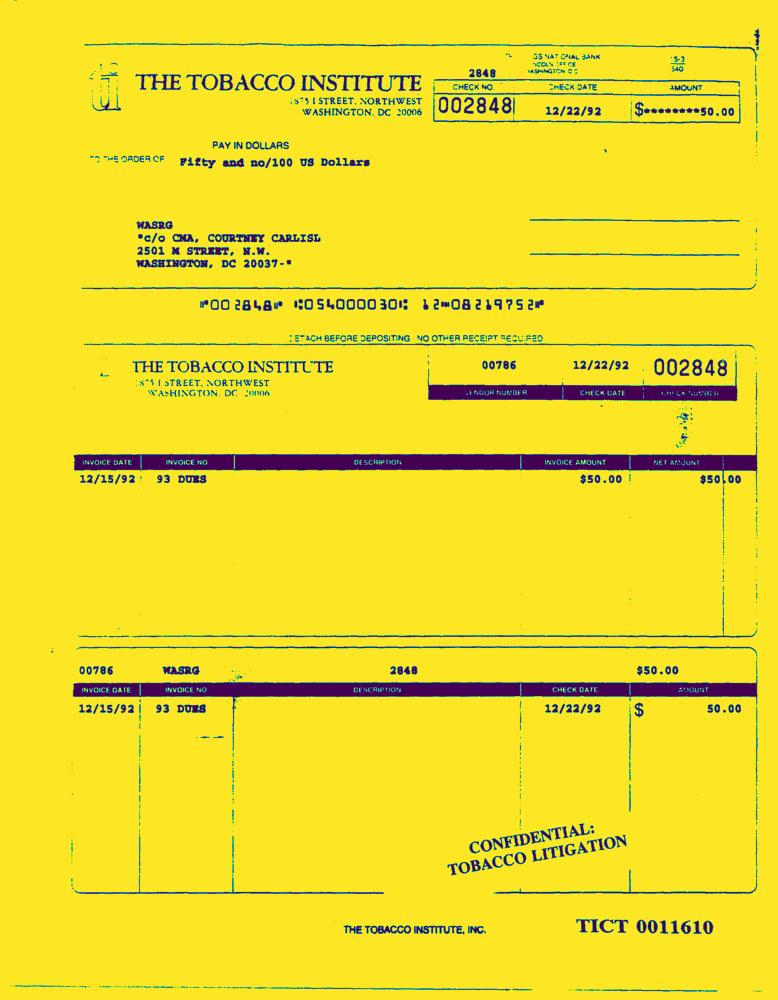 NATIONAL BANK
WASHINGTON D C
5-3
540
2848
ti THE TOBACCO INSTITUTE
1875 I STREET, NORTHWEST
WASHINGTON, DC 20006
CHECK NO CHECK DATE AMOUNT
002848 12/22/92 $********50.00
PAY IN DOLLARS
TO THE ORDER OF Fifty and no/100 US Dollars
WASRG
"c/o CMA, COURTNEY CARLISL
2501 M STREET, N.W.
WASHINGTON, DC 20037-"
⑈002848⑈ ⑆054000030⑆ 12⑉08219752⑈
DETACH BEFORE DEPOSITING NO OTHER RECEIPT REQUIRED
THE TOBACCO INSTITUTE
1875 I STREET, NORTHWEST
WASHINGTON, DC 20006
00786 12/22/92 002848
VENDOR NUMBER CHECK DATE CHECK NUMBER
INVOICE DATE INVOICE NO DESCRIPTION INVOICE AMOUNT NET AMOUNT
12/15/92 93 DUES $50.00 $50.00
00786 WASRG 2848 $50.00
INVOICE DATE INVOICE NO DESCRIPTION CHECK DATE AMOUNT
12/15/92 93 DUES 12/22/92 $ 50.00
CONFIDENTIAL:
TOBACCO LITIGATION
THE TOBACCO INSTITUTE, INC.
TICT 0011610